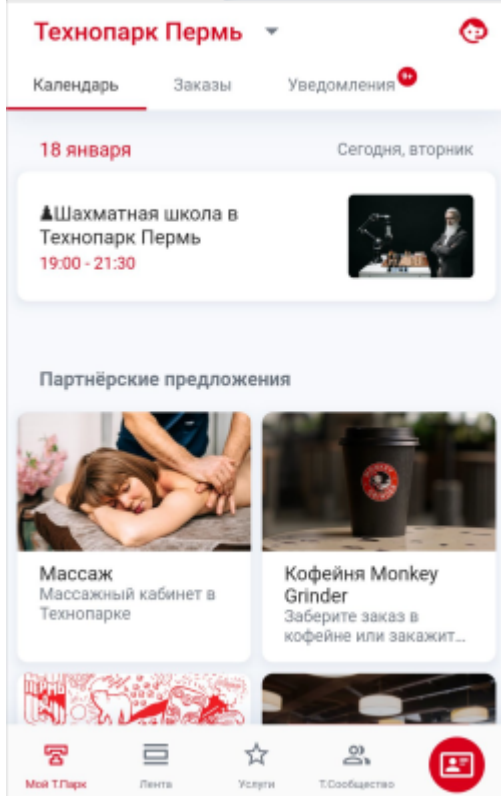 Технопарк Пермь
Календарь Заказы Уведомления 9+
18 января Сегодня, вторник
♟Шахматная школа в
Технопарк Пермь
19:00 - 21:30
Партнёрские предложения
Массаж
Массажный кабинет в
Технопарке
Кофейня Monkey
Grinder
Заберите заказ в
кофейне или закажит...
ПЕРМЬ
Мой Т.Парк Лента Услуги Т.Сообщество